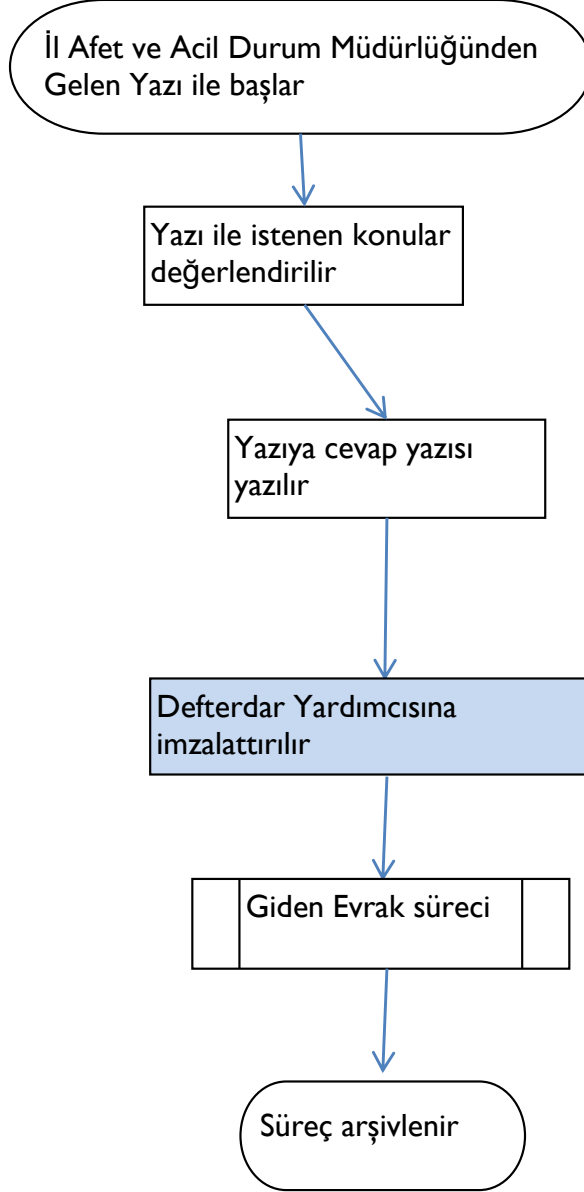 İl Afet ve Acil Durum Müdürlüğünden
Gelen Yazı ile başlar
Yazı ile istenen konular
değerlendirilir
Yazıya cevap yazısı
yazılır
Defterdar Yardımcısına
imzalattırılır
Giden Evrak süreci
Süreç arşivlenir